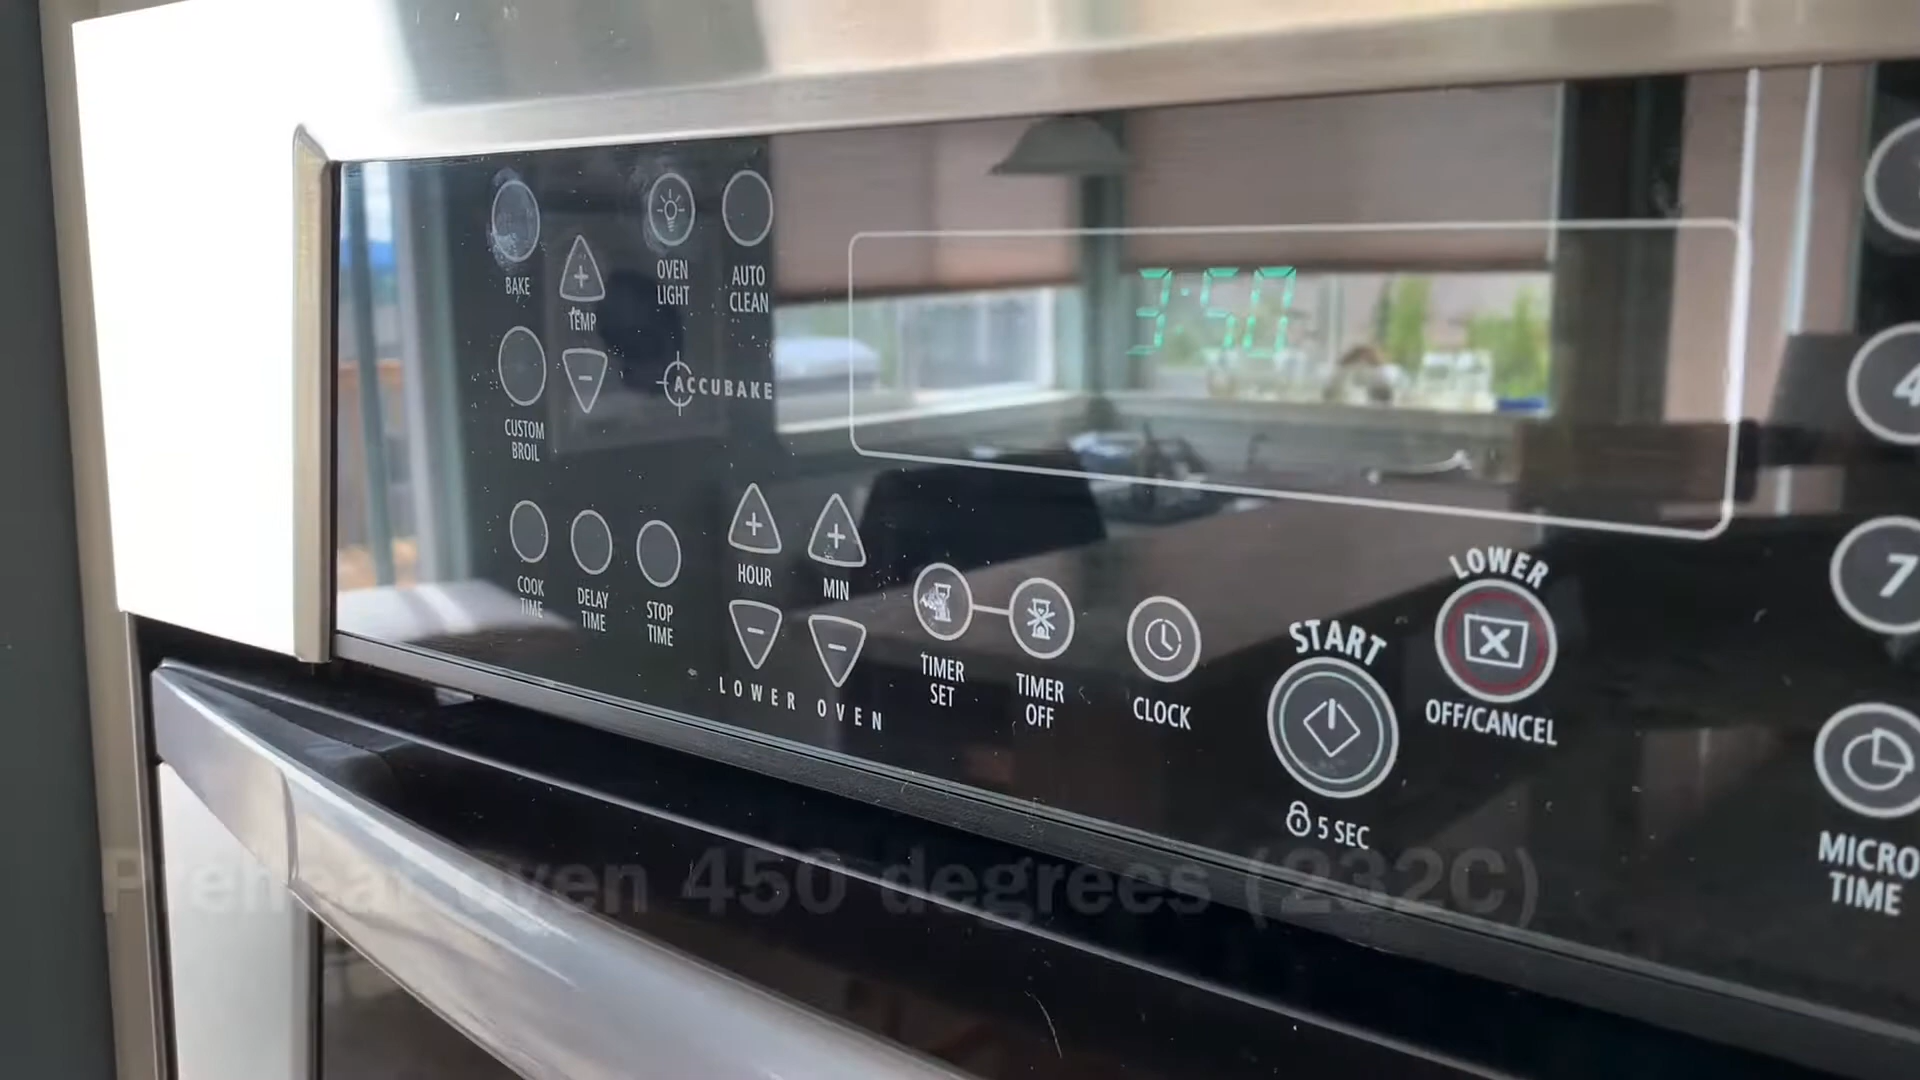 BAKE
TEMP
OVEN
LIGHT
AUTO
CLEAN
3:50
CUSTOM
BROIL
ACCUBAKE
4
COOK
TIME
DELAY
TIME
STOP
TIME
HOUR
MIN
LOWER OVEN
TIMER
SET
TIMER
OFF
CLOCK
START
5 SEC
LOWER
OFF/CANCEL
7
MICRO
TIME
Preheat oven 450 degrees (232C)